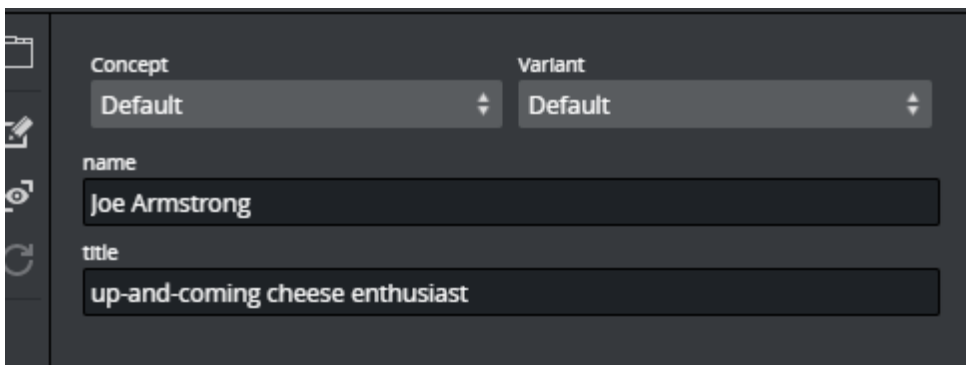 Concept Variant
Default Default
name
Joe Armstrong
title
up-and-coming cheese enthusiast